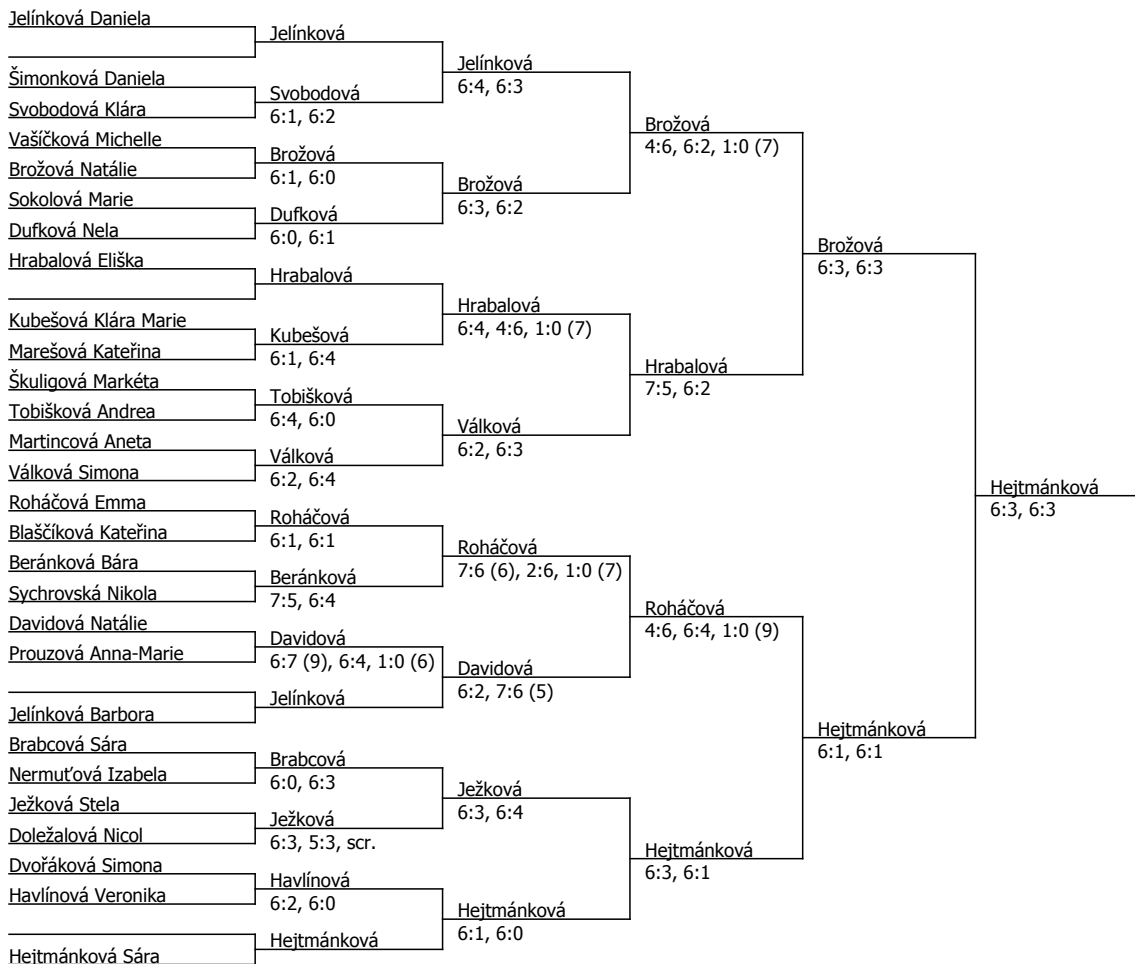 Jelínková Daniela
Šimonková Daniela
Svobodová Klára
Vašíčková Michelle
Brožová Natálie
Sokolová Marie
Dufková Nela
Hrabalová Eliška
Kubešová Klára Marie
Marešová Kateřina
Škuligová Markéta
Tobišková Andrea
Martincová Aneta
Válková Simona
Roháčová Emma
Blaščíková Kateřina
Beránková Bára
Sychrovská Nikola
Davidová Natálie
Prouzová Anna-Marie
Jelínková Barbora
Brabcová Sára
Nermuťová Izabela
Ježková Stela
Doležalová Nicol
Dvořáková Simona
Havlínová Veronika
Hejtmánková Sára
Jelínková
Svobodová
6:1, 6:2
Brožová
6:1, 6:0
Dufková
6:0, 6:1
Hrabalová
Kubešová
6:1, 6:4
Tobišková
6:4, 6:0
Válková
6:2, 6:4
Roháčová
6:1, 6:1
Beránková
7:5, 6:4
Davidová
6:7 (9), 6:4, 1:0 (6)
Jelínková
Brabcová
6:0, 6:3
Ježková
6:3, 5:3, scr.
Havlínová
6:2, 6:0
Hejtmánková
Jelínková
6:4, 6:3
Brožová
6:3, 6:2
Hrabalová
6:4, 4:6, 1:0 (7)
Válková
6:2, 6:3
Roháčová
7:6 (6), 2:6, 1:0 (7)
Davidová
6:2, 7:6 (5)
Ježková
6:3, 6:4
Hejtmánková
6:1, 6:0
Brožová
4:6, 6:2, 1:0 (7)
Hrabalová
7:5, 6:2
Roháčová
4:6, 6:4, 1:0 (9)
Hejtmánková
6:3, 6:1
Brožová
6:3, 6:3
Hejtmánková
6:1, 6:1
Hejtmánková
6:3, 6:3